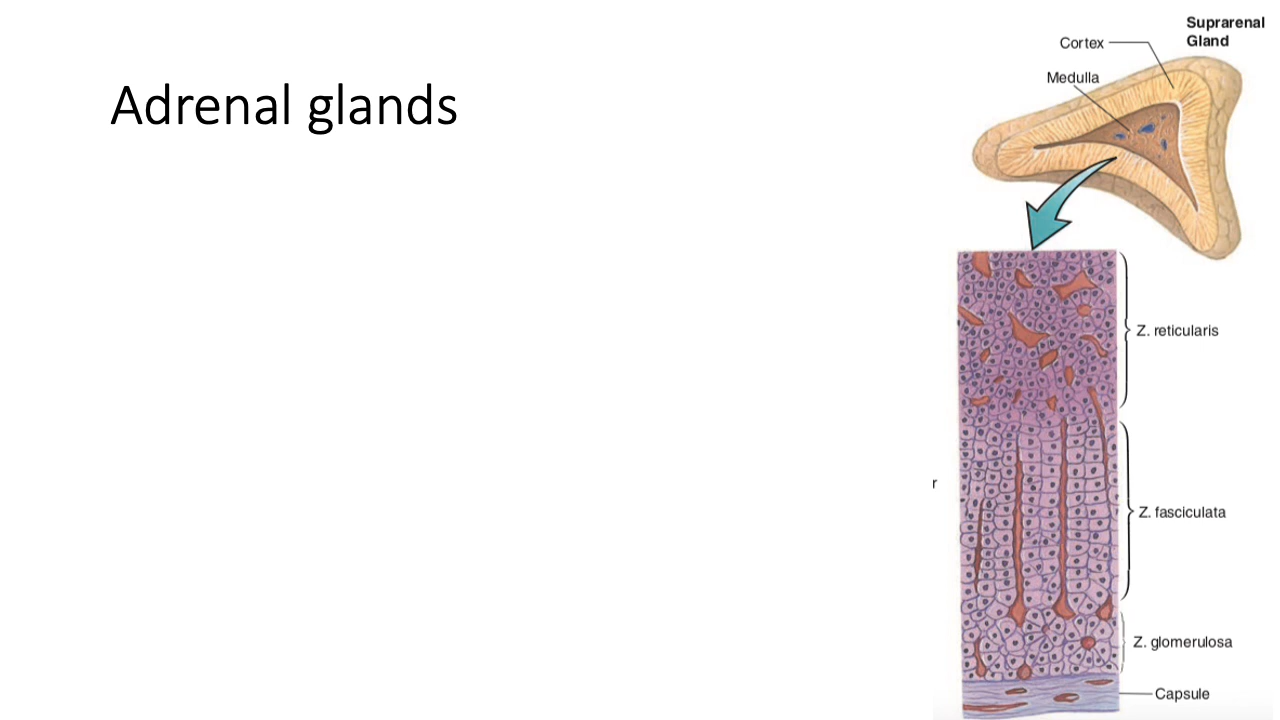 Adrenal glands
Suprarenal
Gland
Cortex
Medulla
Z. reticularis
r
Z. fasciculata
Z. glomerulosa
Capsule